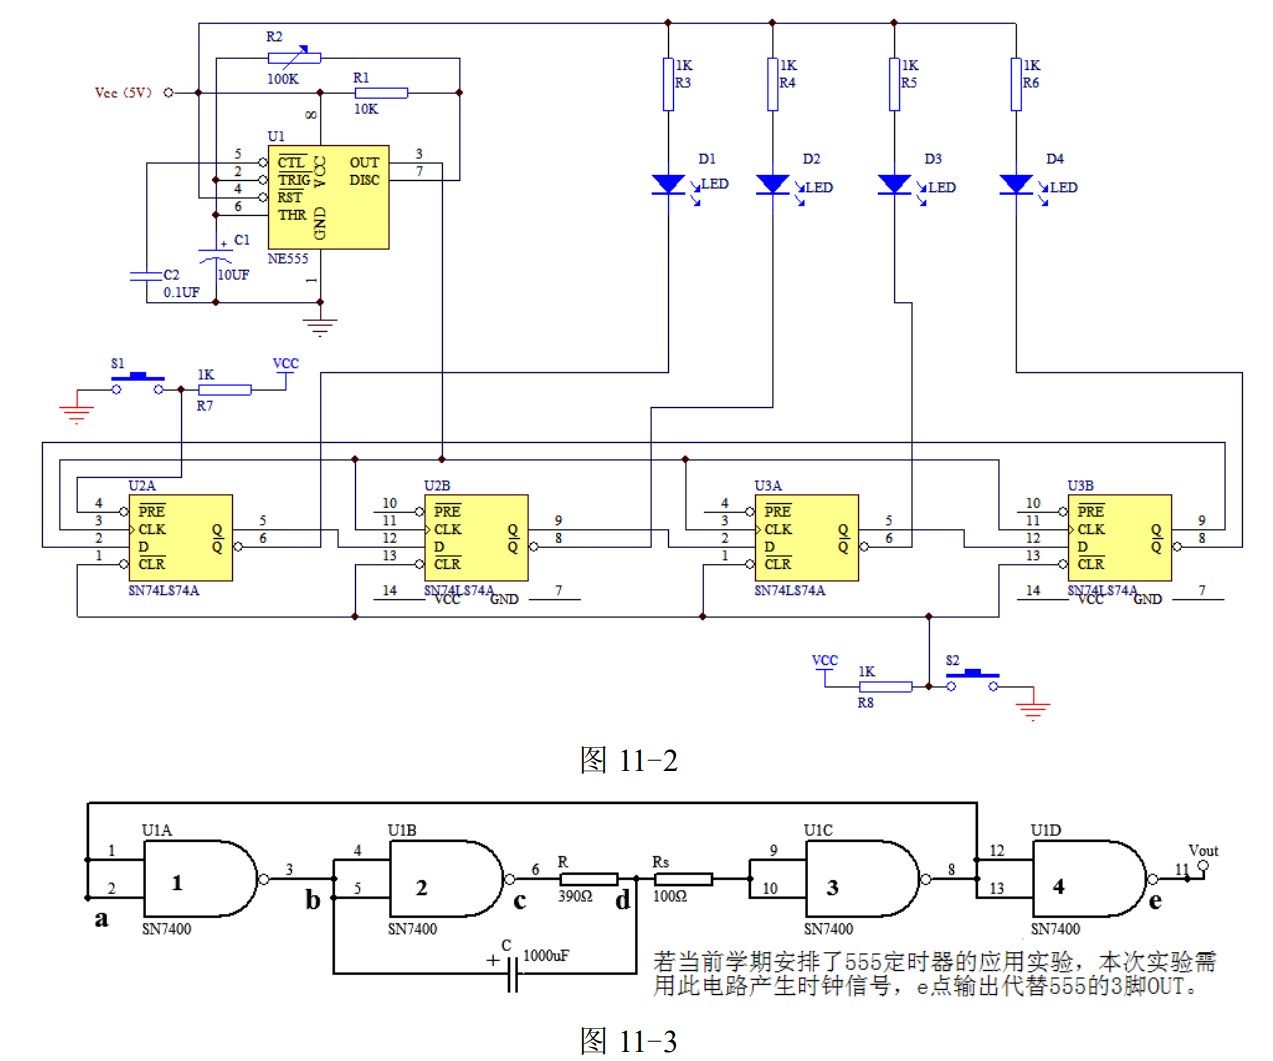 R2
100K
Vcc（5V）
R1
10K
8
U1
5 CTL VCC OUT 3
2 TRIG DISC 7
4 RST
6 THR GND
NE555
1
C1
10UF
C2
0.1UF
1K
R3
1K
R4
1K
R5
1K
R6
D1
LED
D2
LED
D3
LED
D4
LED
S1
1K
R7
VCC
U2A
4 PRE
3 CLK Q 5
2 D Q 6
1 CLR
SN74LS74A
U2B
10 PRE
11 CLK Q 9
12 D Q 8
13 CLR
SN74LS74A
14 VCC GND 7
U3A
4 PRE
3 CLK Q 5
2 D Q 6
1 CLR
SN74LS74A
U3B
10 PRE
11 CLK Q 9
12 D Q 8
13 CLR
SN74LS74A
14 VCC GND 7
VCC
1K
R8
S2
图 11-2
U1A
1
2
1
3
a
SN7400
b
U1B
4
5
2
6
c
SN7400
R
390Ω
d
Rs
100Ω
+ C 1000uF
U1C
9
10
3
8
SN7400
U1D
12
13
4
11
e
SN7400
Vout
若当前学期安排了555定时器的应用实验，本次实验需
用此电路产生时钟信号，e点输出代替555的3脚OUT。
图 11-3